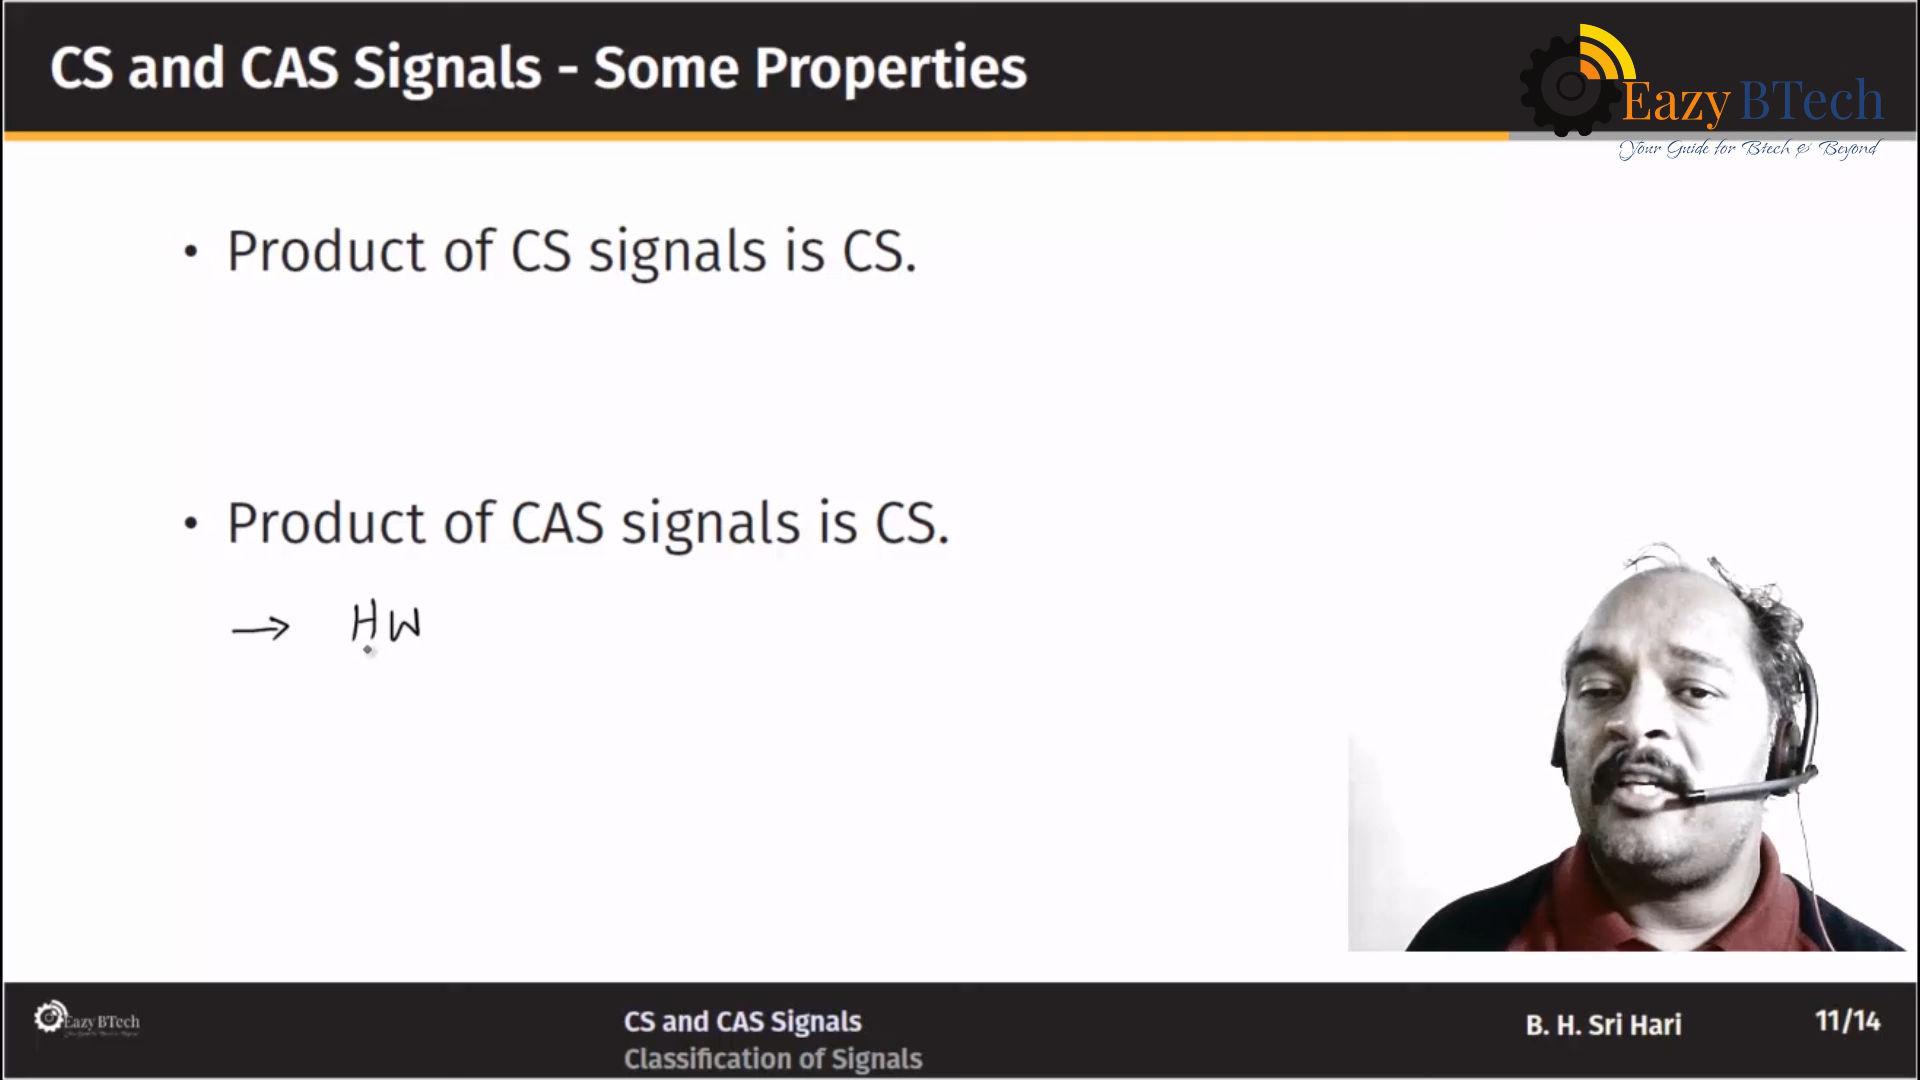 CS and CAS Signals - Some Properties
Eazy BTech
Your Guide for Btech & Beyond
• Product of CS signals is CS.
• Product of CAS signals is CS.
→ HW
Eazy BTech
CS and CAS Signals
Classification of Signals
B. H. Sri Hari
11/14